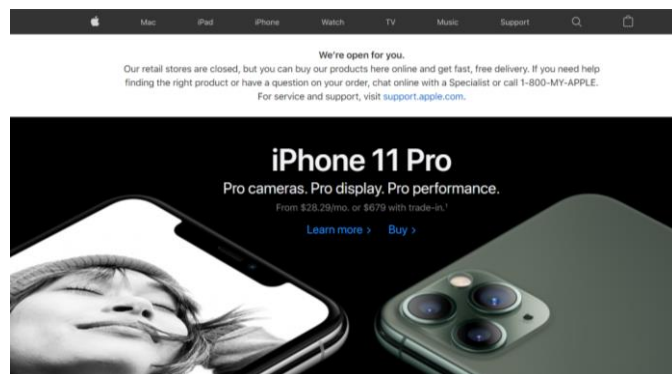 Mac iPad iPhone Watch TV Music Support
We're open for you.
Our retail stores are closed, but you can buy our products here online and get fast, free delivery. If you need help
finding the right product or have a question on your order, chat online with a Specialist or call 1-800-MY-APPLE.
For service and support, visit support.apple.com.
iPhone 11 Pro
Pro cameras. Pro display. Pro performance.
From $28.29/mo. or $679 with trade-in.¹
Learn more > Buy >